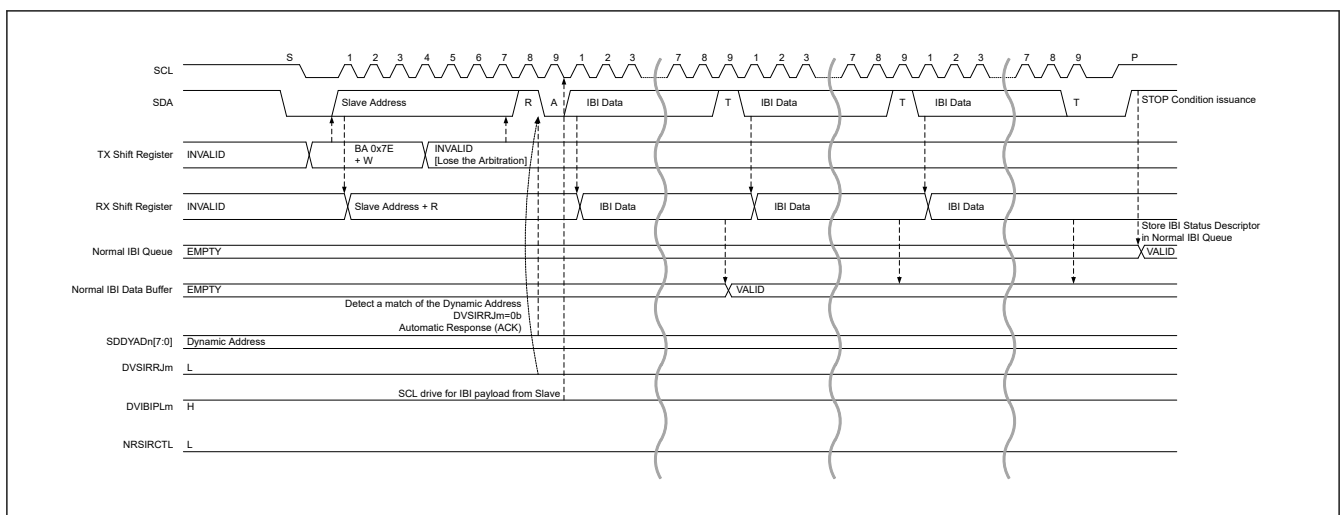 S 1 2 3 4 5 6 7 8 9 1 2 3 7 8 9 1 2 3 7 8 9 1 2 3 7 8 9 P
SCL
SDA Slave Address R A IBI Data T IBI Data T IBI Data T STOP Condition issuance
TX Shift Register INVALID BA 0x7E INVALID
+ W [Lose the Arbitration]
RX Shift Register INVALID Slave Address + R IBI Data IBI Data IBI Data
Store IBI Status Descriptor
in Normal IBI Queue
Normal IBI Queue EMPTY VALID
Normal IBI Data Buffer EMPTY VALID
Detect a match of the Dynamic Address
DVSIRRJm=0b
Automatic Response (ACK)
SDDYADn[7:0] Dynamic Address
DVSIRRJm L
SCL drive for IBI payload from Slave
DVIBIPLm H
NRSIRCTL L